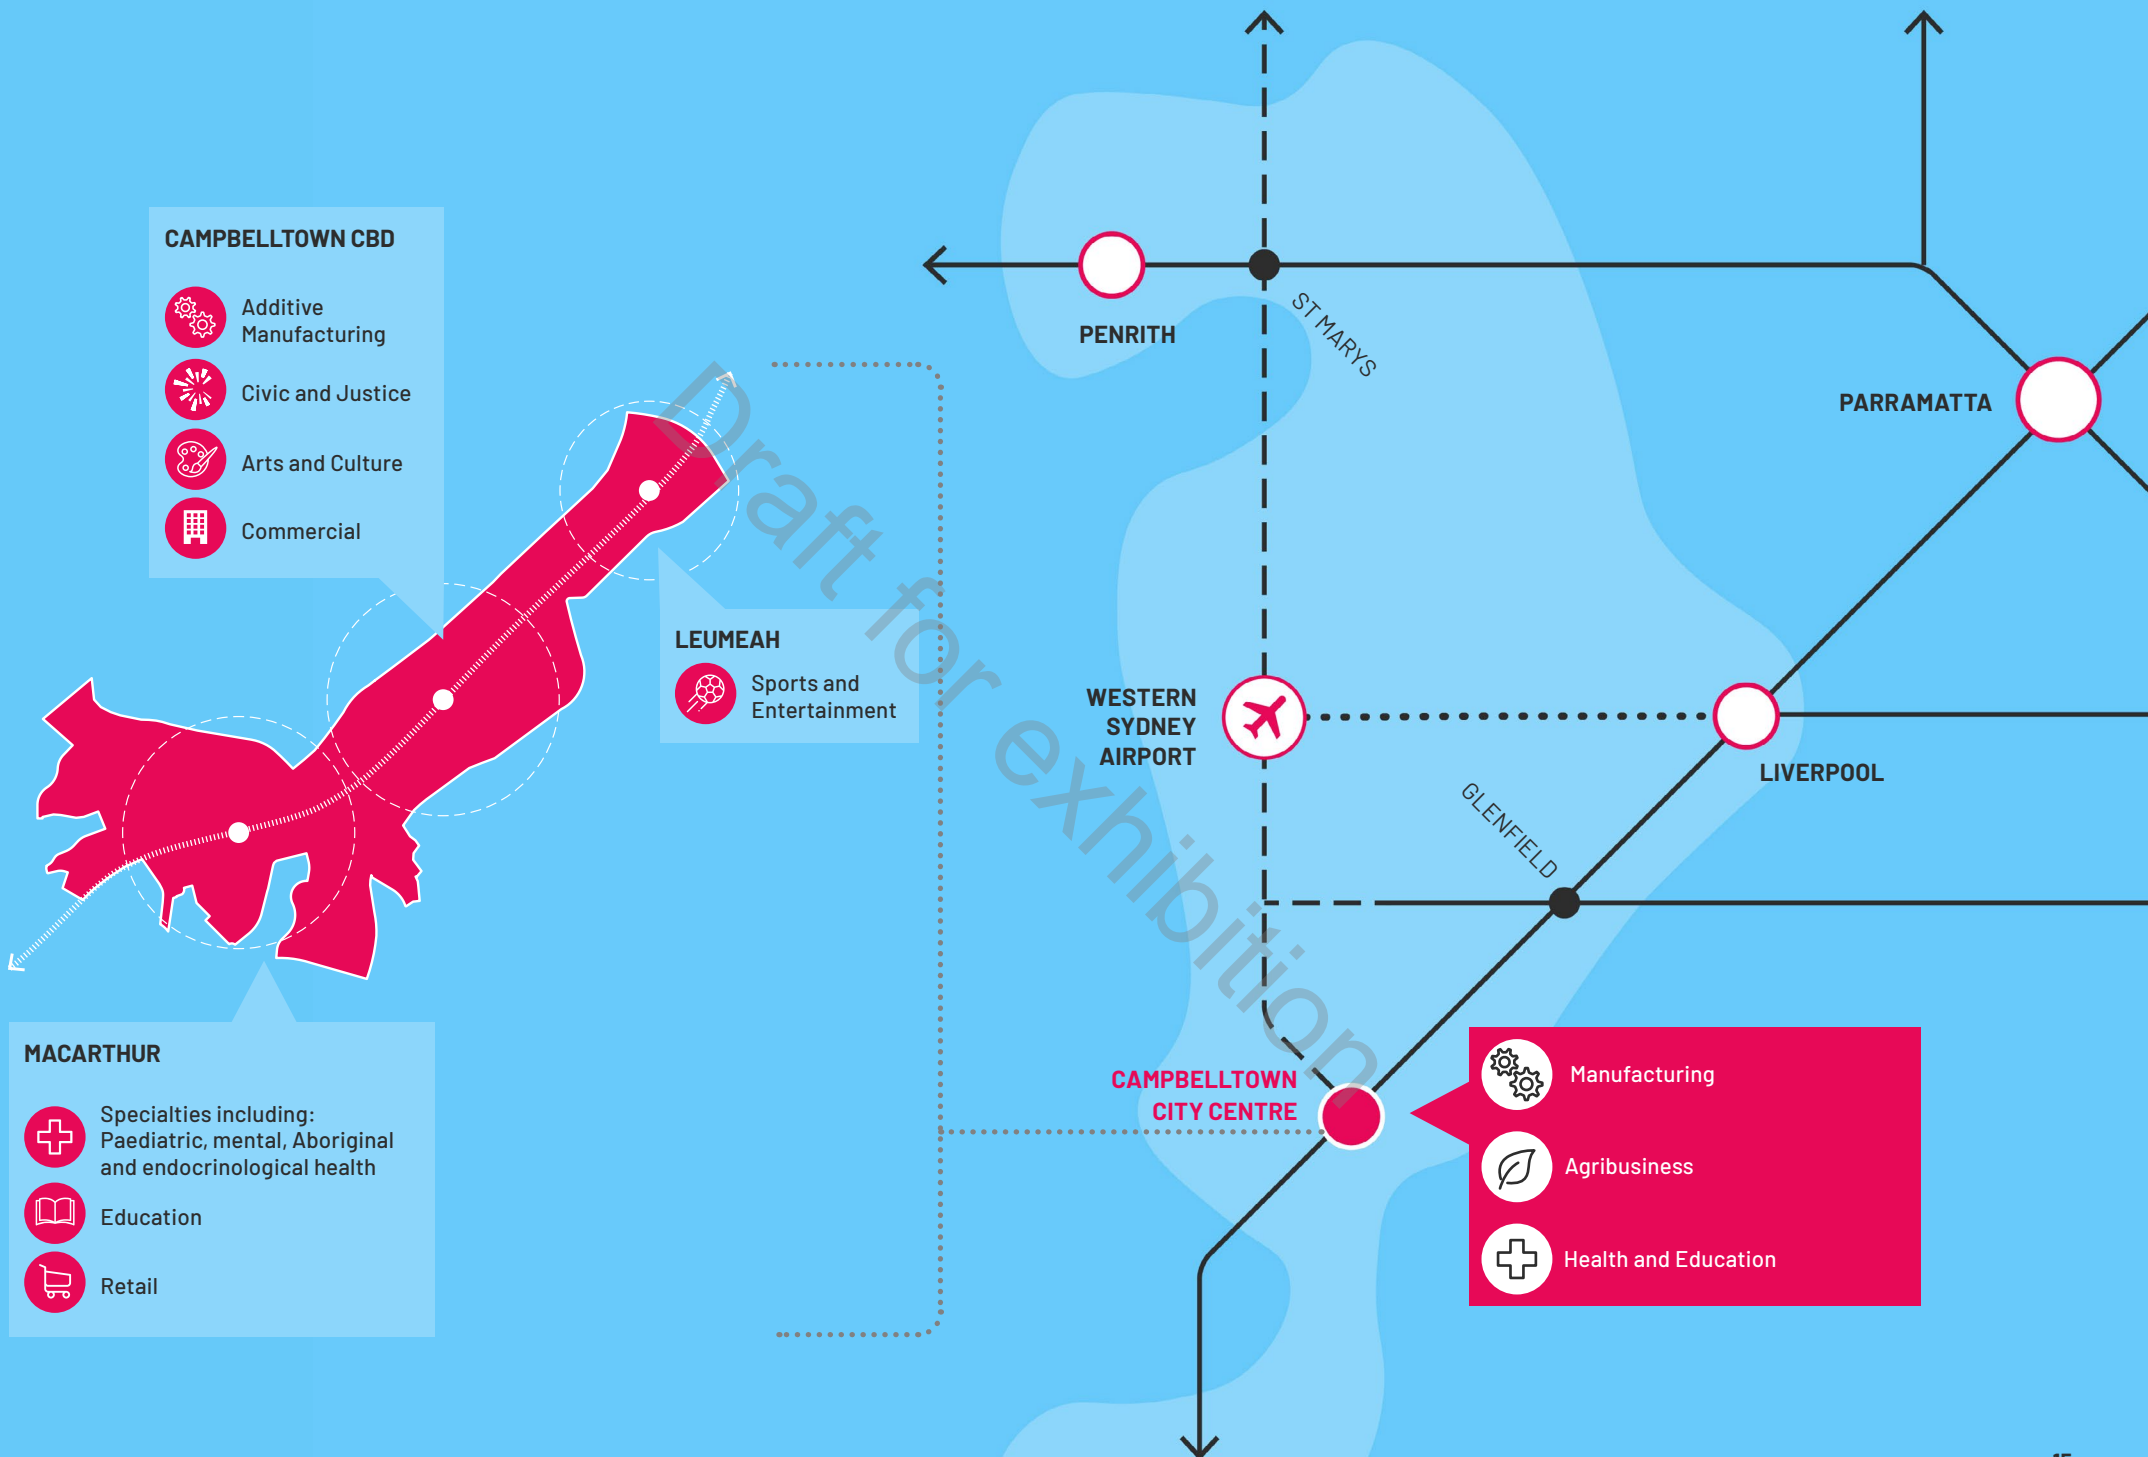 CAMPBELLTOWN CBD
Additive
Manufacturing
Civic and Justice
Arts and Culture
Commercial
LEUMEAH
Sports and
Entertainment
MACARTHUR
Specialties including:
Paediatric, mental, Aboriginal
and endocrinological health
Education
Retail
PENRITH
ST MARYS
PARRAMATTA
WESTERN
SYDNEY
AIRPORT
LIVERPOOL
GLENFIELD
CAMPBELLTOWN
CITY CENTRE
Manufacturing
Agribusiness
Health and Education
Draft for exhibition